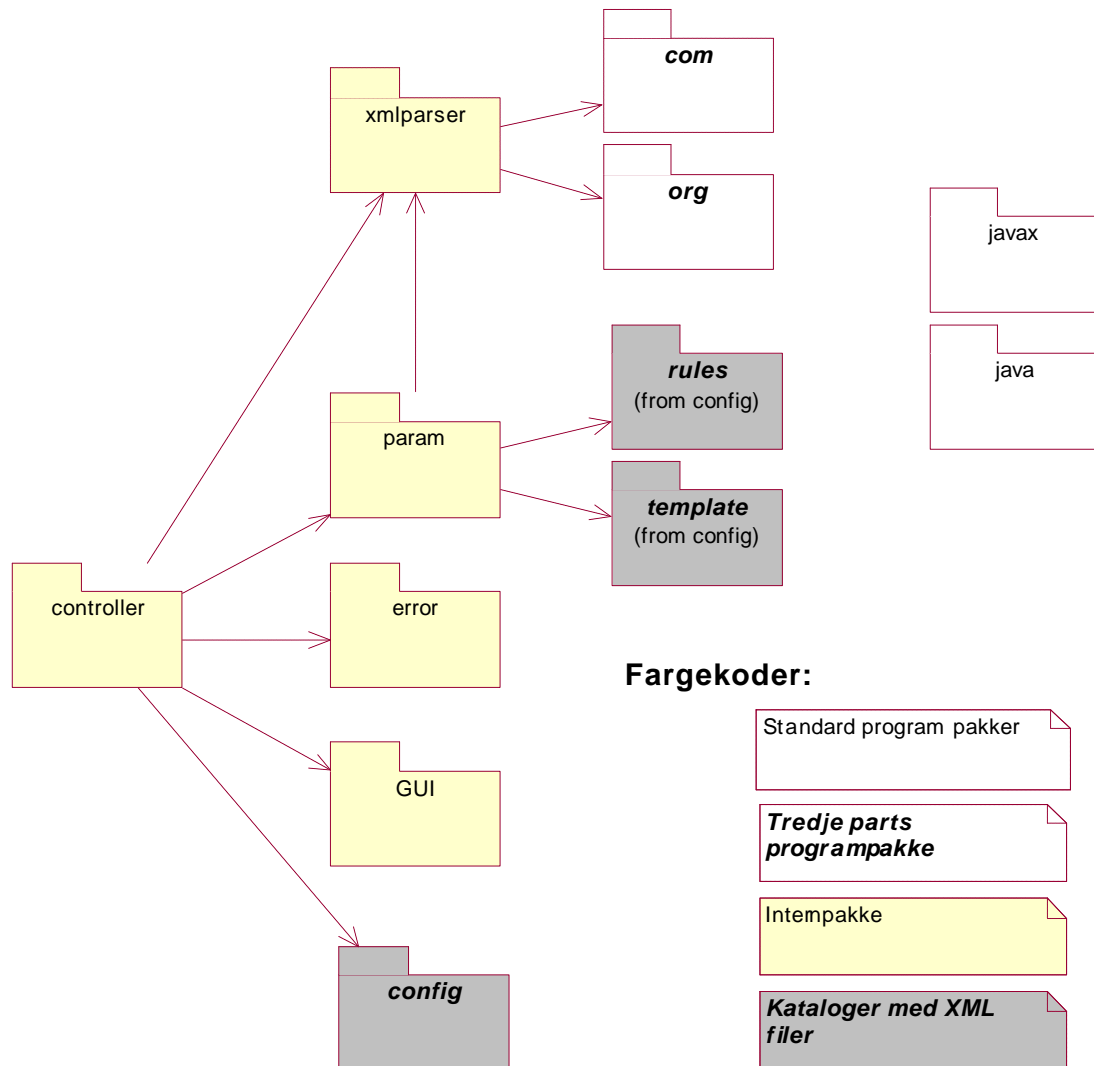 com
xmlparser
org
javax
rules
(from config)
java
param
template
(from config)
controller
error
Fargekoder:
Standard program pakker
GUI
Tredje parts
programpakke
Internpakke
config
Kataloger med XML
filer